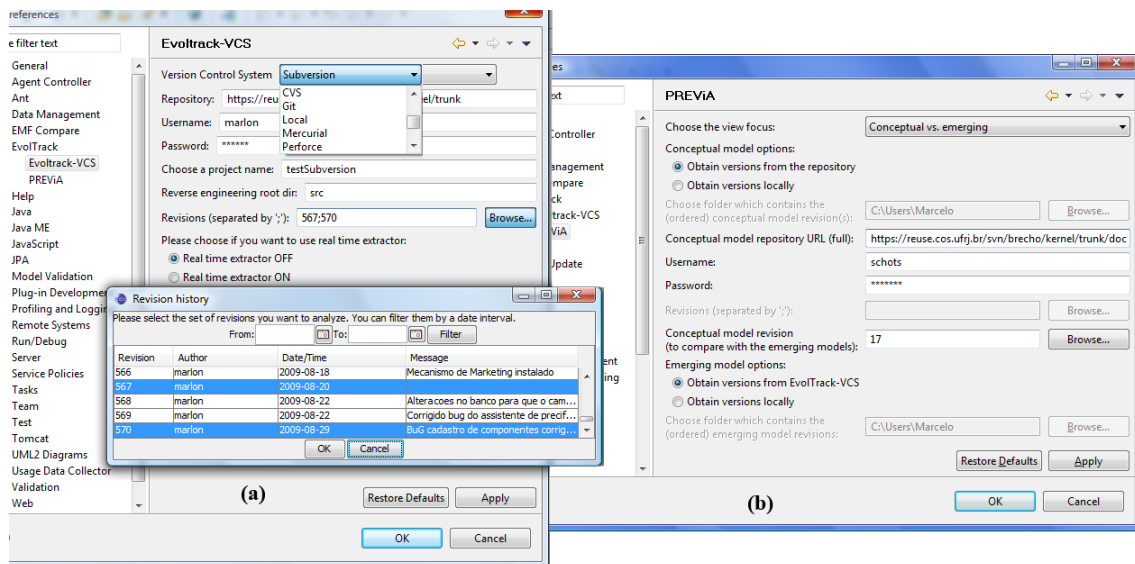 references
e filter text
General
Agent Controller
Ant
Data Management
EMF Compare
EvolTrack
Evoltrack-VCS
PREViA
Help
Java
Java ME
JavaScript
JPA
Model Validation
Plug-in Developmer
Profiling and Loggir
Remote Systems
Run/Debug
Server
Service Policies
Tasks
Team
Test
Tomcat
UML2 Diagrams
Usage Data Collector
Validation
Web
Evoltrack-VCS
Version Control System Subversion
CVS
Git
Local
Mercurial
Perforce
Repository: https://reu el/trunk
Username: marlon
Password: ******
Choose a project name: testSubversion
Reverse engineering root dir: src
Revisions (separated by ';'): 567;570 Browse...
Please choose if you want to use real time extractor:
Real time extractor OFF
Real time extractor ON
Revision history
Please select the set of revisions you want to analyze. You can filter them by a date interval.
From: To: Filter
Revision Author Date/Time Message
566 marlon 2009-08-18 Mecanismo de Marketing instalado
567 marlon 2009-08-20
568 marlon 2009-08-22 Alteracoes no banco para que o cam...
569 marlon 2009-08-22 Corrigido bug do assistente de precif...
570 marlon 2009-08-29 BuG cadastro de componentes corrig...
OK Cancel
(a)
Restore Defaults Apply
OK Cancel
es
ext
Controller
anagement
mpare
ck
track-VCS
ViA
Update
ent
ing
PREViA
Choose the view focus: Conceptual vs. emerging
Conceptual model options:
Obtain versions from the repository
Obtain versions locally
Choose folder which contains the
(ordered) conceptual model revision(s): C:\Users\Marcelo Browse...
Conceptual model repository URL (full): https://reuse.cos.ufrj.br/svn/brecho/kernel/trunk/doc
Username: schots
Password: *******
Revisions (separated by ';'): Browse...
Conceptual model revision
(to compare with the emerging models): 17 Browse...
Emerging model options:
Obtain versions from EvolTrack-VCS
Obtain versions locally
Choose folder which contains the
(ordered) emerging model revisions: C:\Users\Marcelo Browse...
Restore Defaults Apply
(b)
OK Cancel